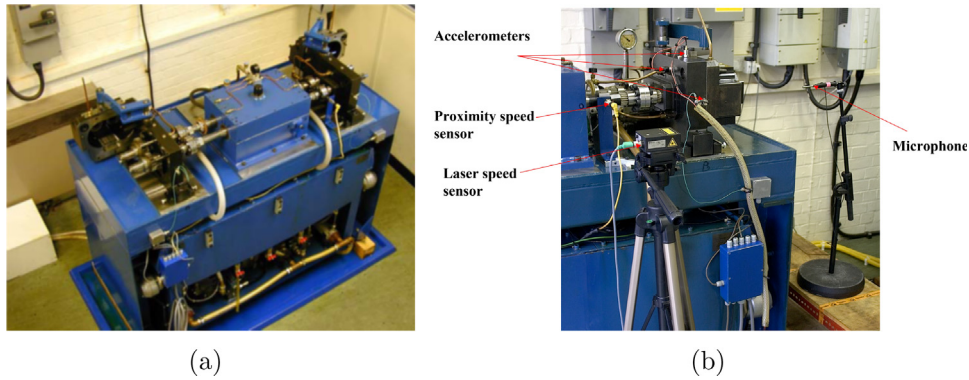 Accelerometers
Proximity speed
sensor
Laser speed
sensor
Microphone
(a)
(b)